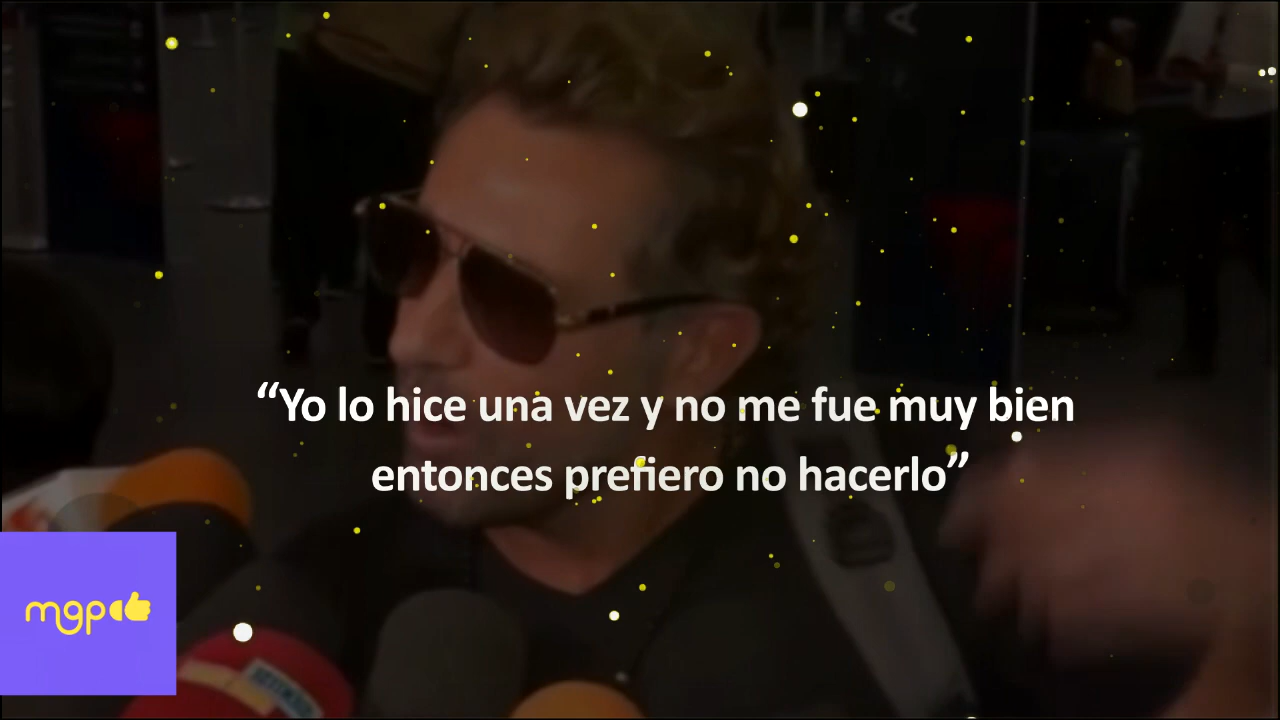 “Yo lo hice una vez y no me fue muy bien
entonces prefiero no hacerlo”
mgp